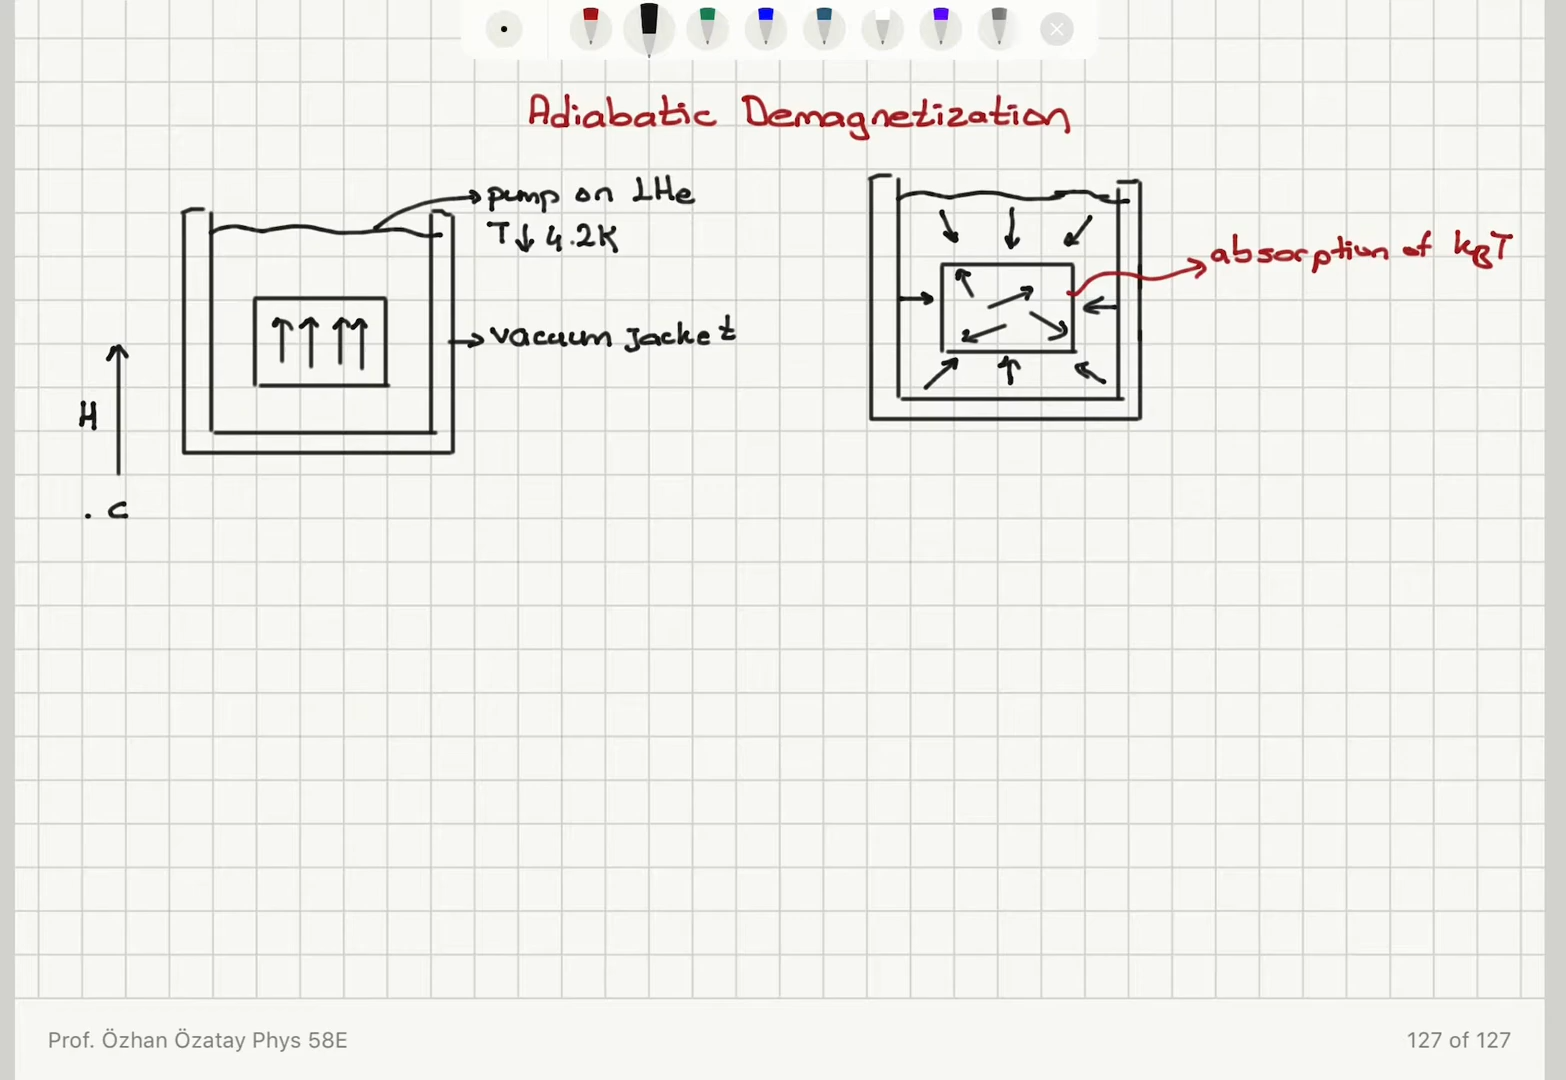 Adiabatic Demagnetization
pump on LHe
T↓ 4.2K
vacuum jacket
H
. C
absorption of kBT
Prof. Özhan Özatay Phys 58E
127 of 127